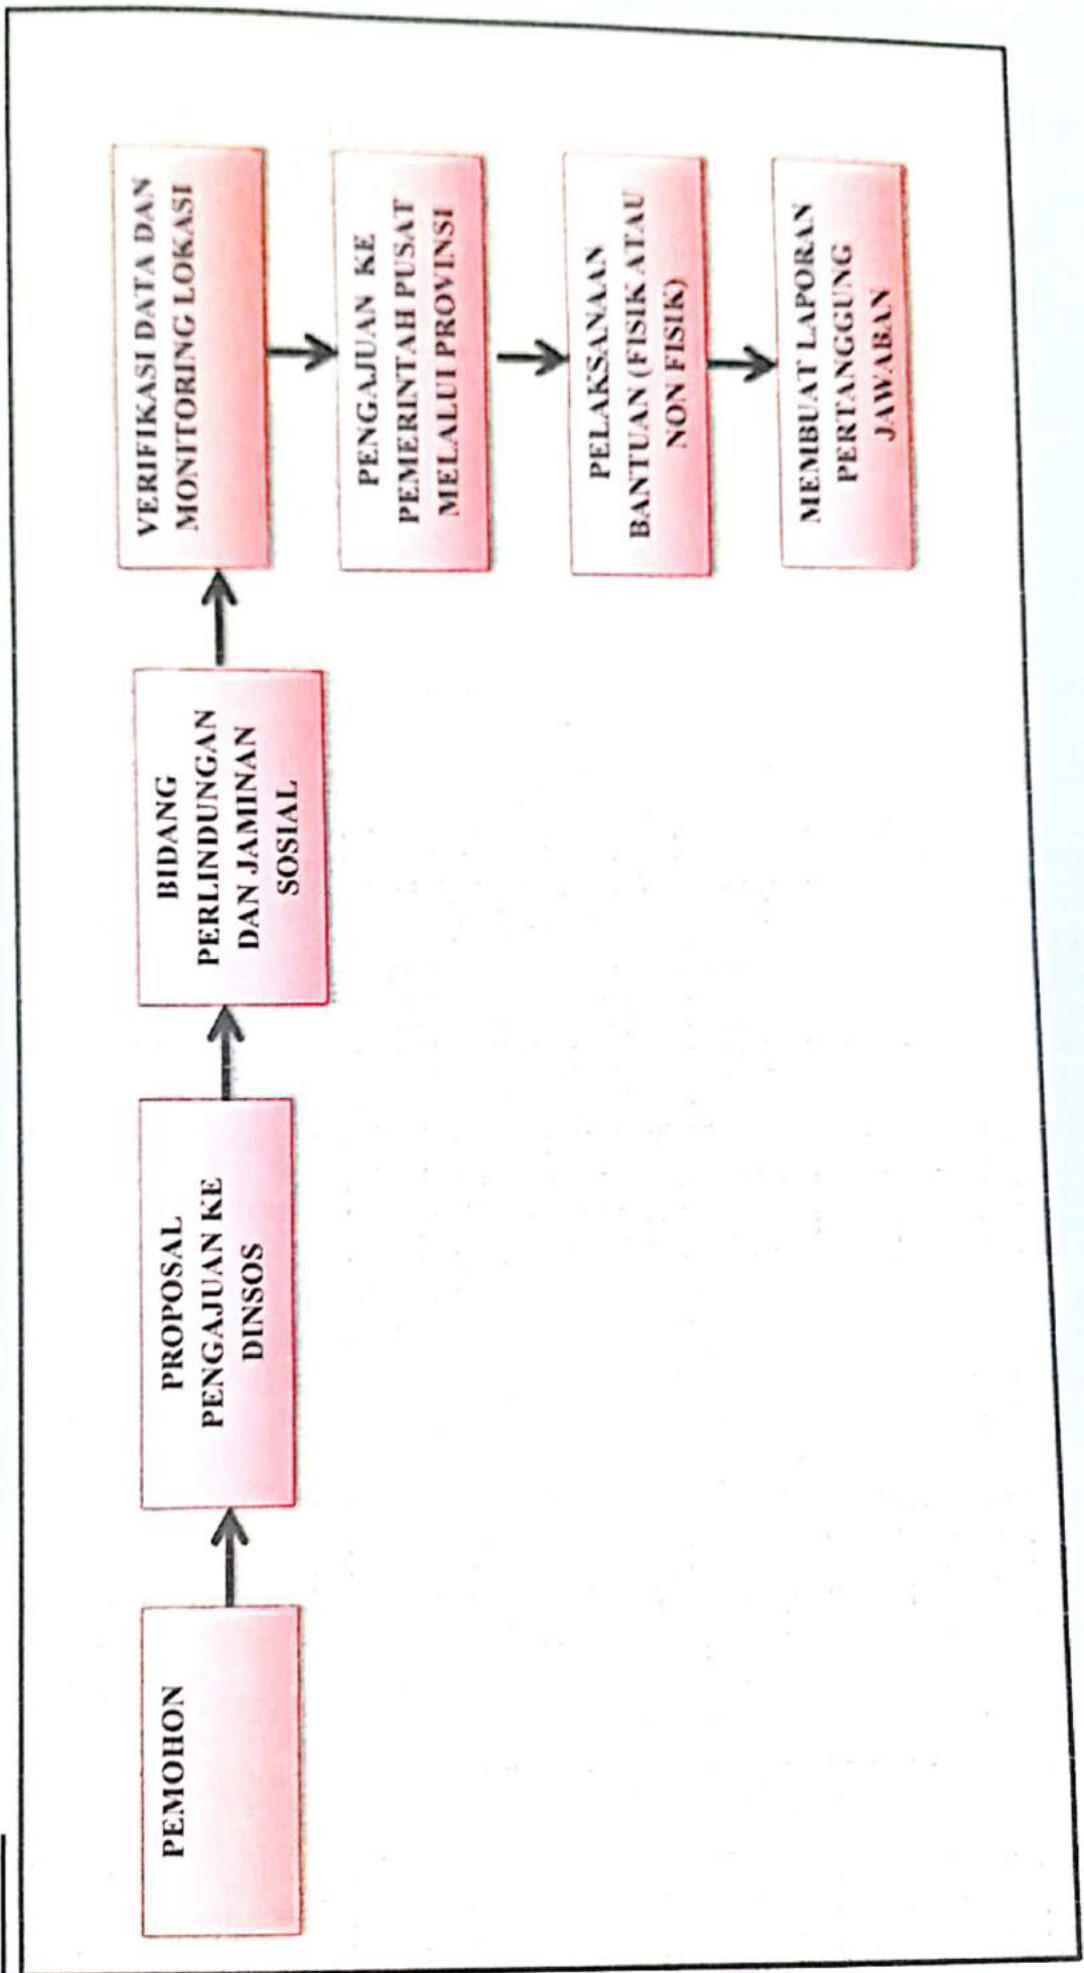 PEMOHON
PROPOSAL
PENGAJUAN KE
DINSOS
BIDANG
PERLINDUNGAN
DAN JAMINAN
SOSIAL
VERIFIKASI DATA DAN
MONITORING LOKASI
PENGAJUAN KE
PEMERINTAH PUSAT
MELALUI PROVINSI
PELAKSANAAN
BANTUAN (FISIK ATAU
NON FISIK)
MEMBUAT LAPORAN
PERTANGGUNG
JAWABAN